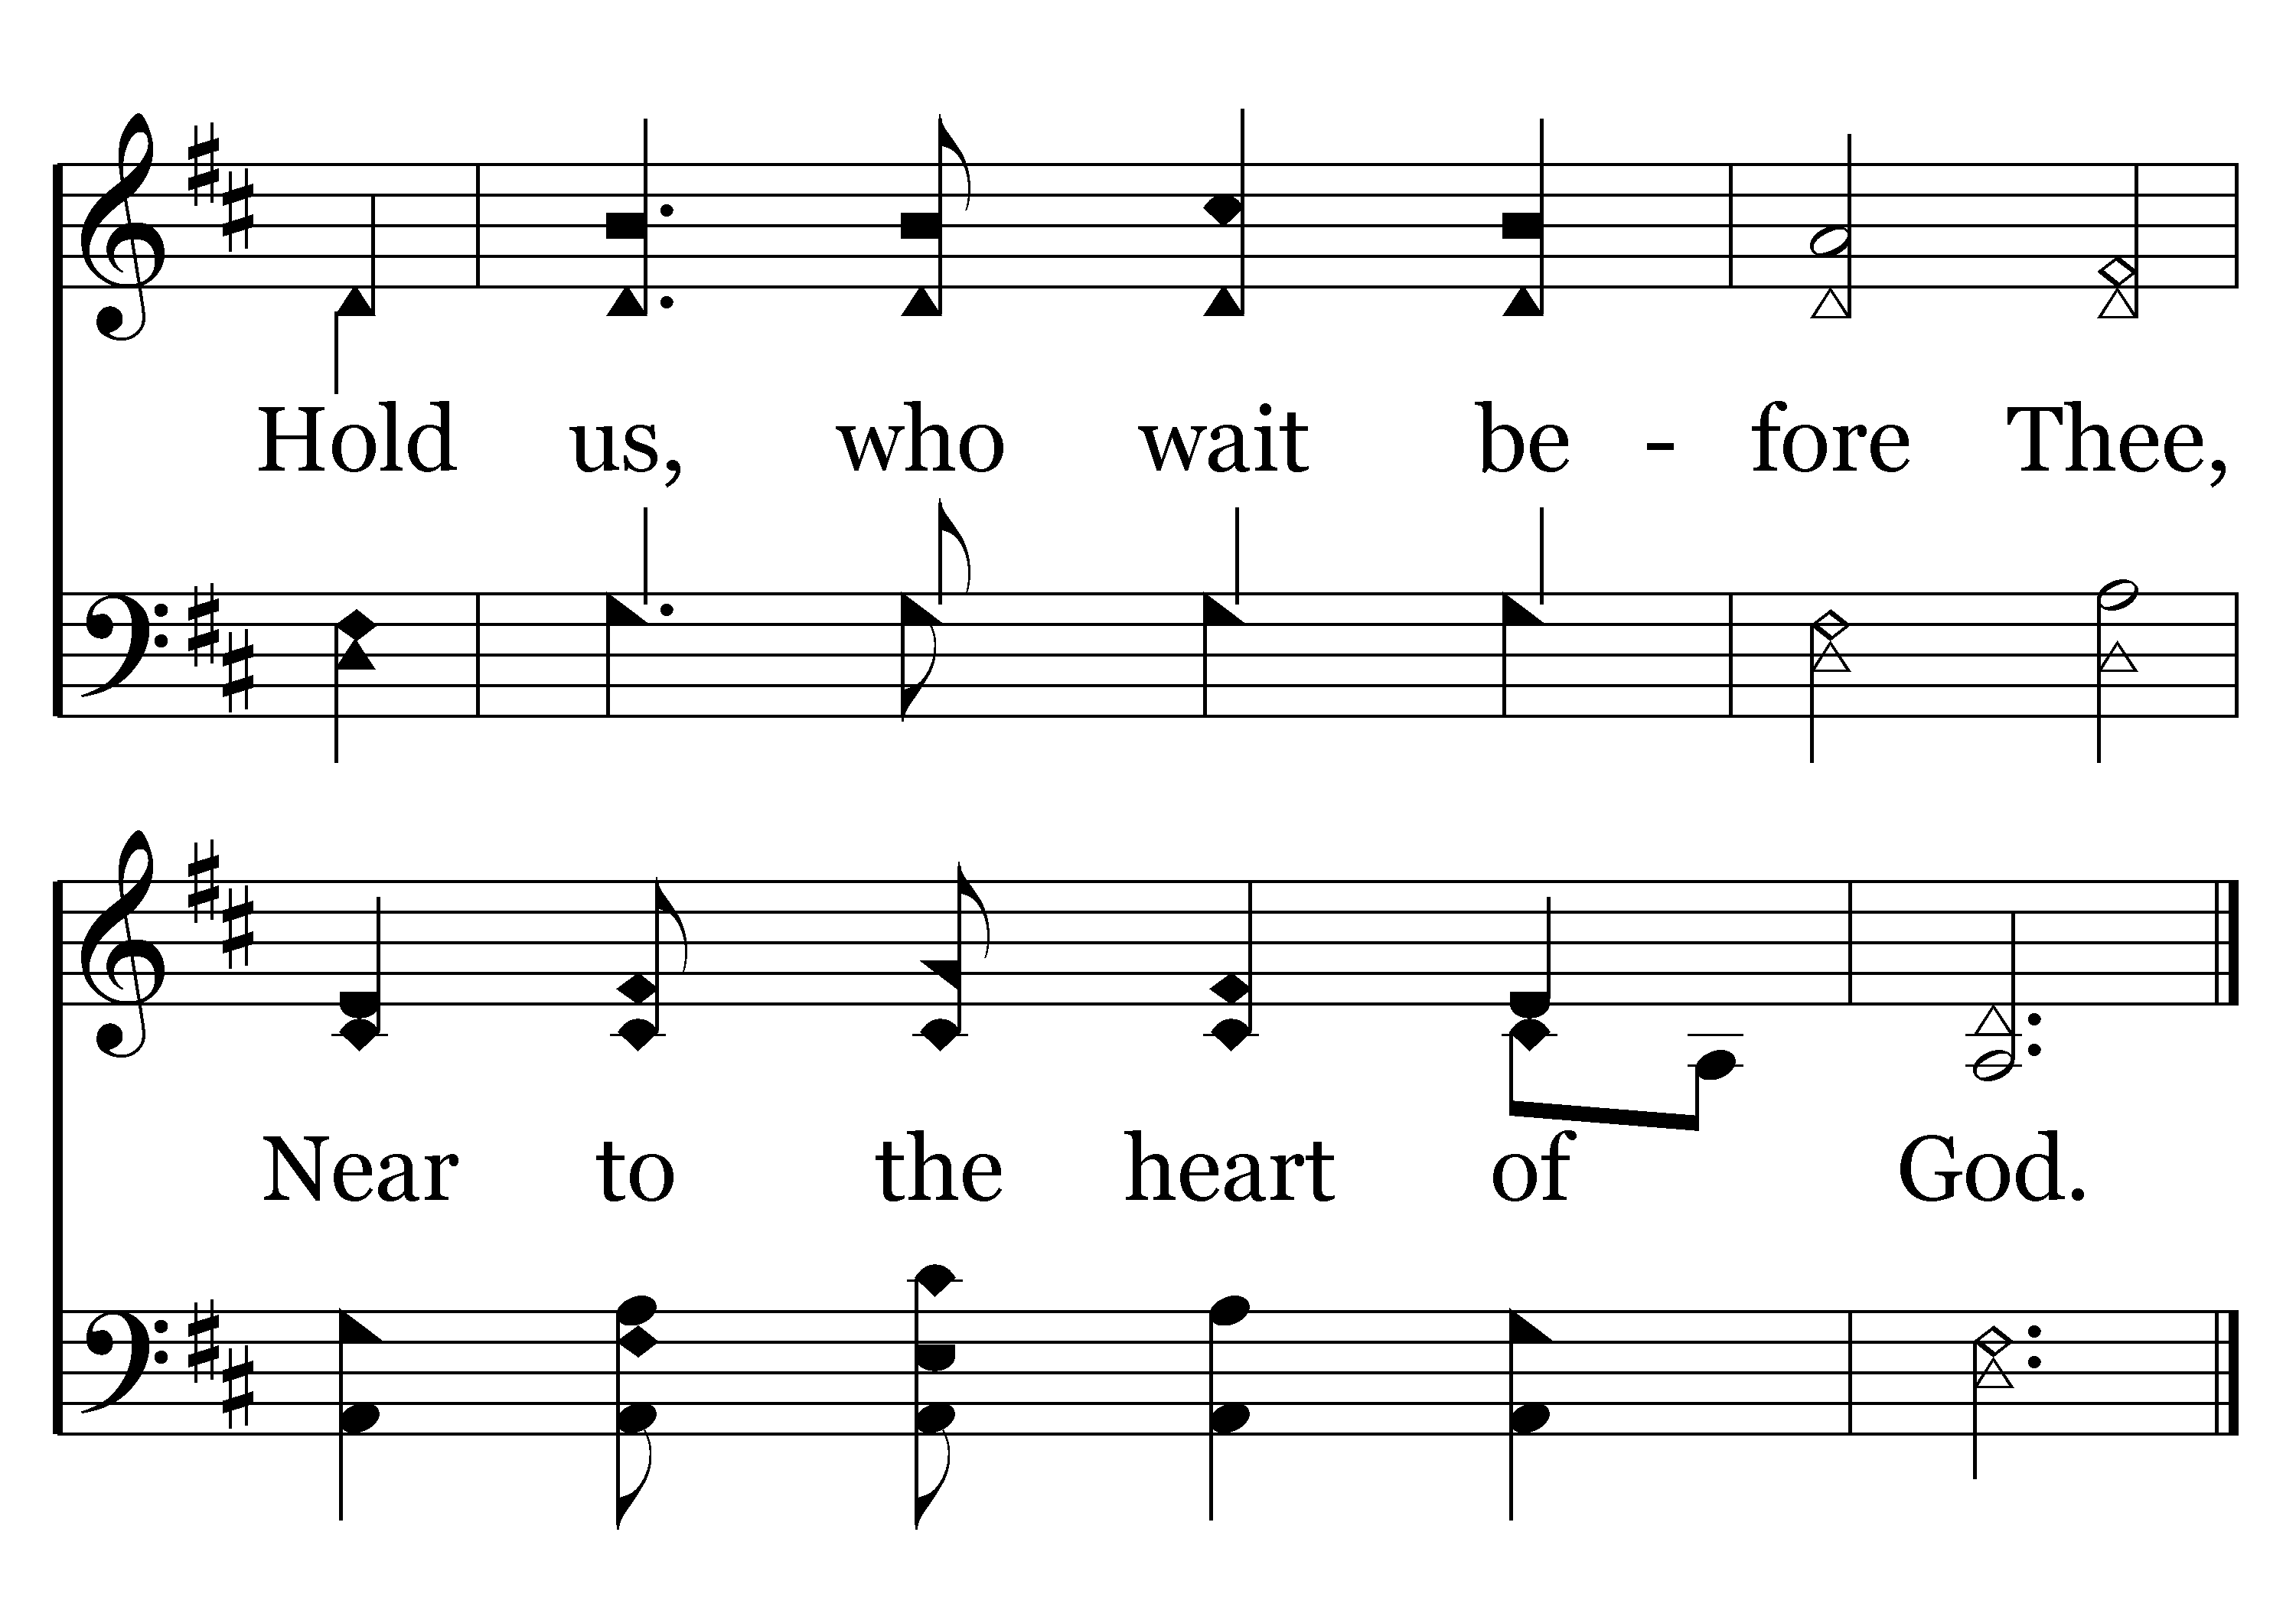 Hold us, who wait be - fore Thee,
Near to the heart of God.